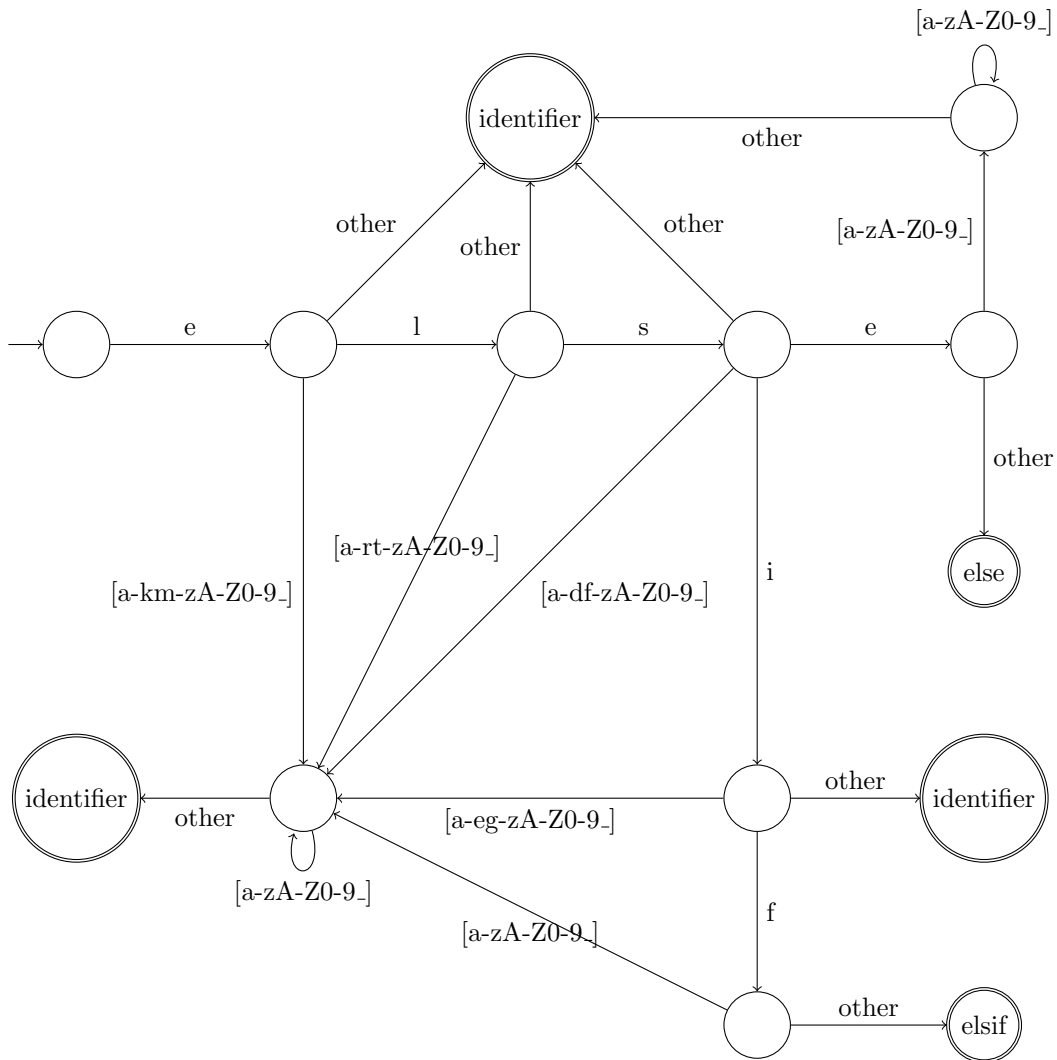 [a-zA-Z0-9_]
identifier
other
other
other
other
[a-zA-Z0-9_]
e
l
s
e
other
[a-rt-zA-Z0-9_]
else
i
[a-km-zA-Z0-9_]
[a-df-zA-Z0-9_]
identifier
other
other
identifier
[a-eg-zA-Z0-9_]
[a-zA-Z0-9_]
f
[a-zA-Z0-9_]
other
elsif